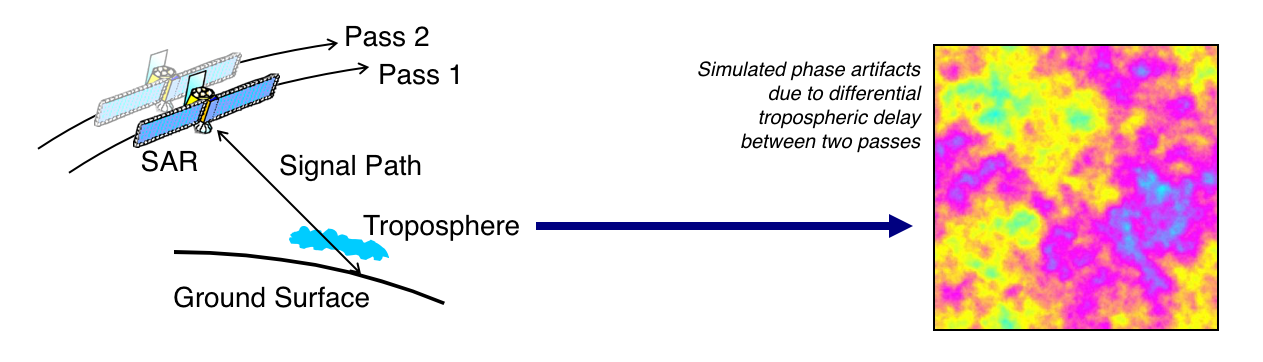 Pass 2
Pass 1
SAR
Signal Path
Troposphere
Ground Surface
Simulated phase artifacts
due to differential
tropospheric delay
between two passes